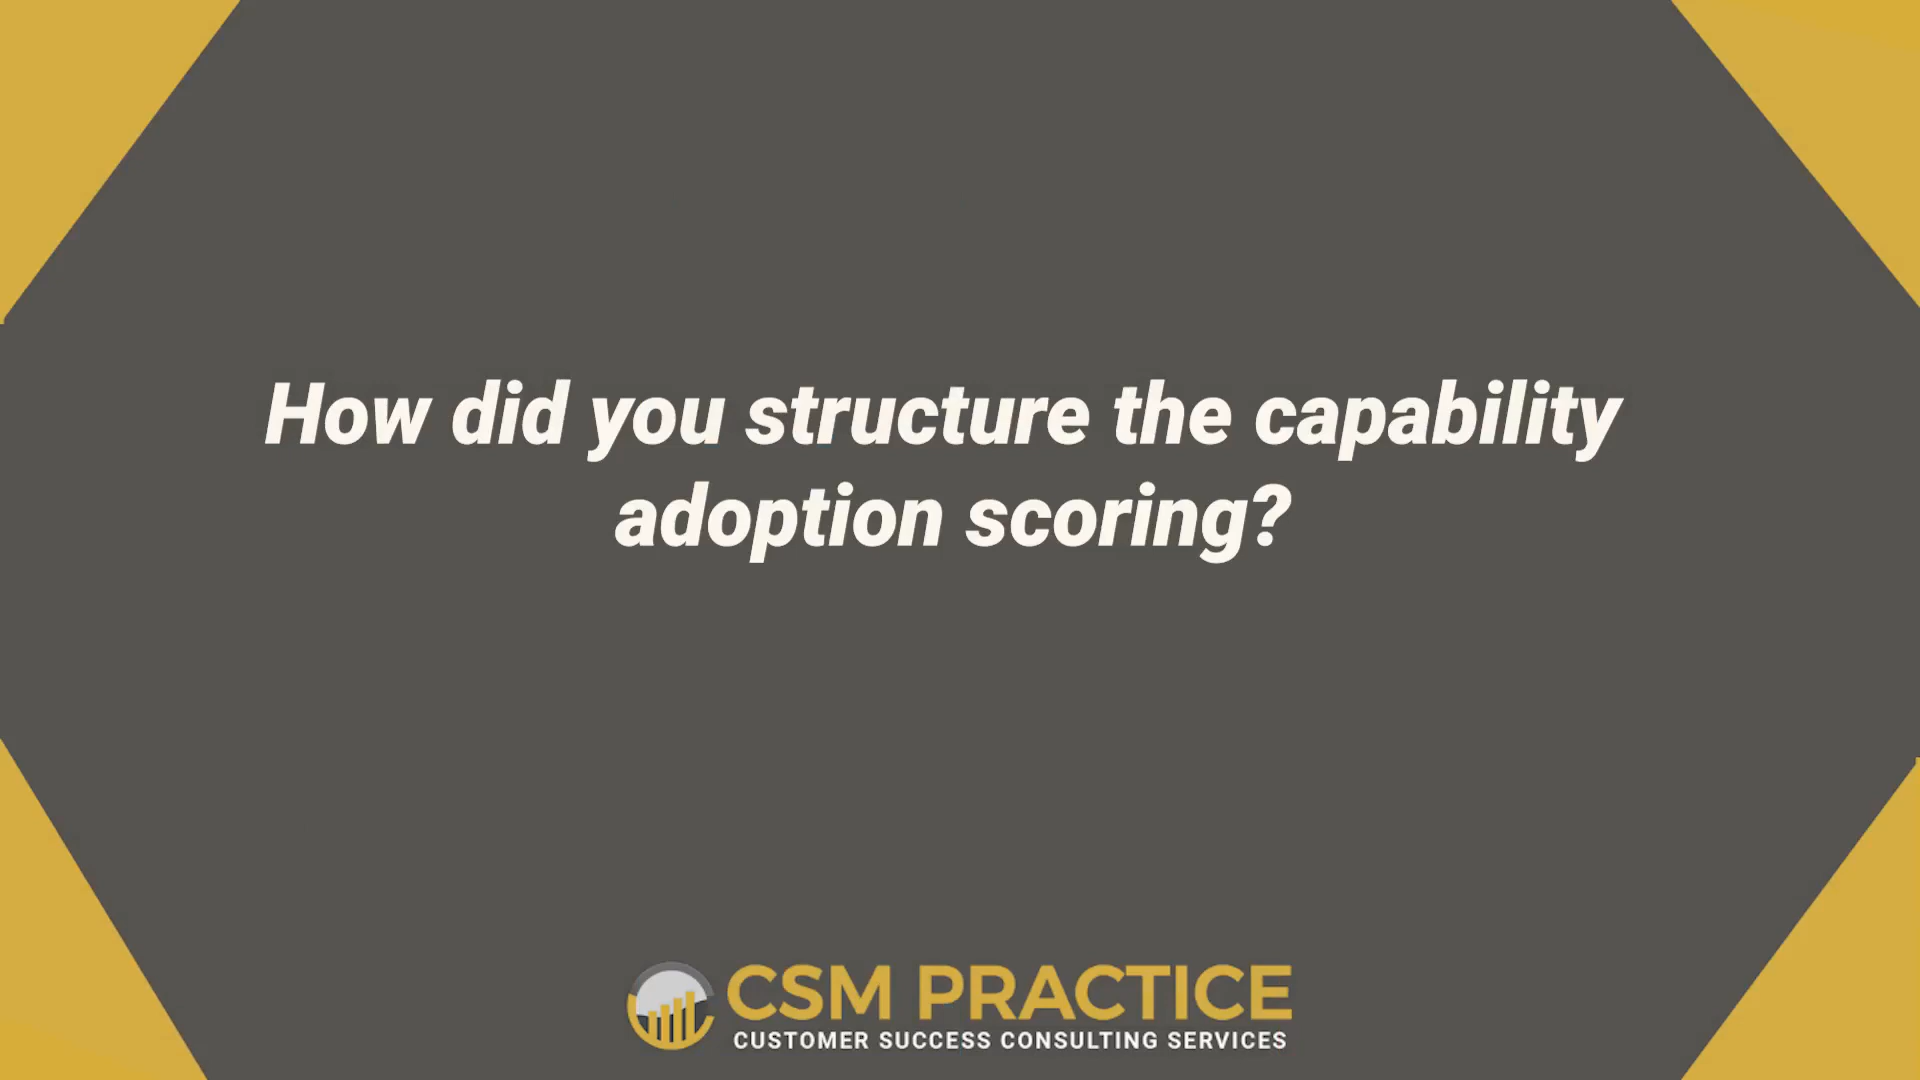 How did you structure the capability
adoption scoring?
CSM PRACTICE
CUSTOMER SUCCESS CONSULTING SERVICES